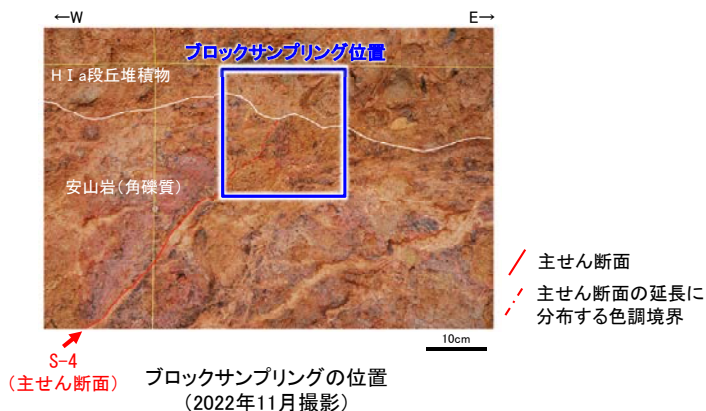 ←W
E→
ブロックサンプリング位置
HⅠa段丘堆積物
安山岩(角礫質)
主せん断面
主せん断面の延長に
分布する色調境界
10cm
S-4
(主せん断面)
ブロックサンプリングの位置
(2022年11月撮影)